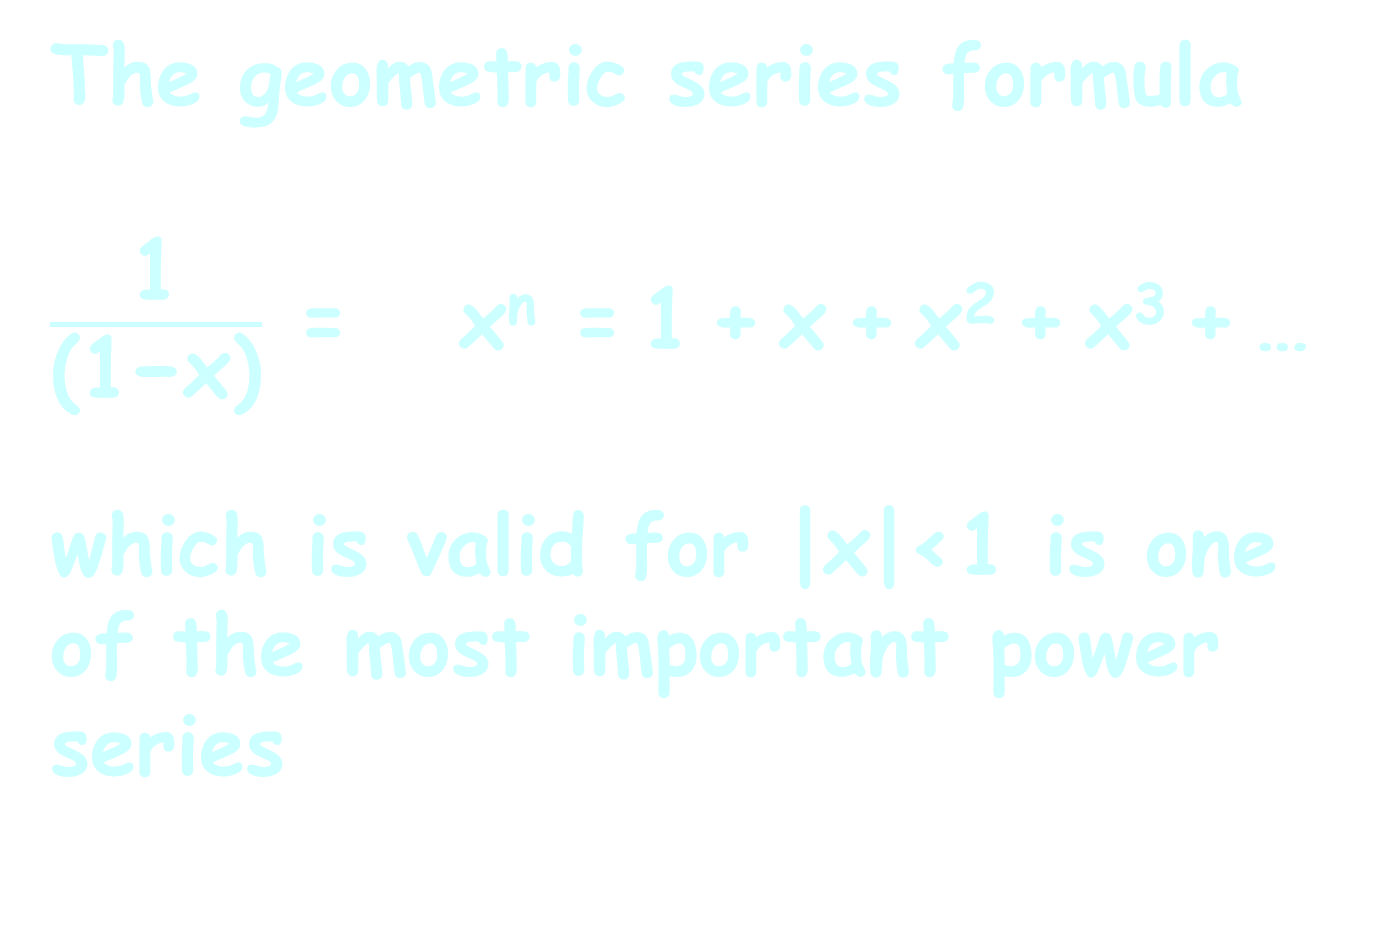 The geometric series formula
1
(1−x) = xⁿ = 1 + x + x² + x³ + …
which is valid for |x|<1 is one
of the most important power
series